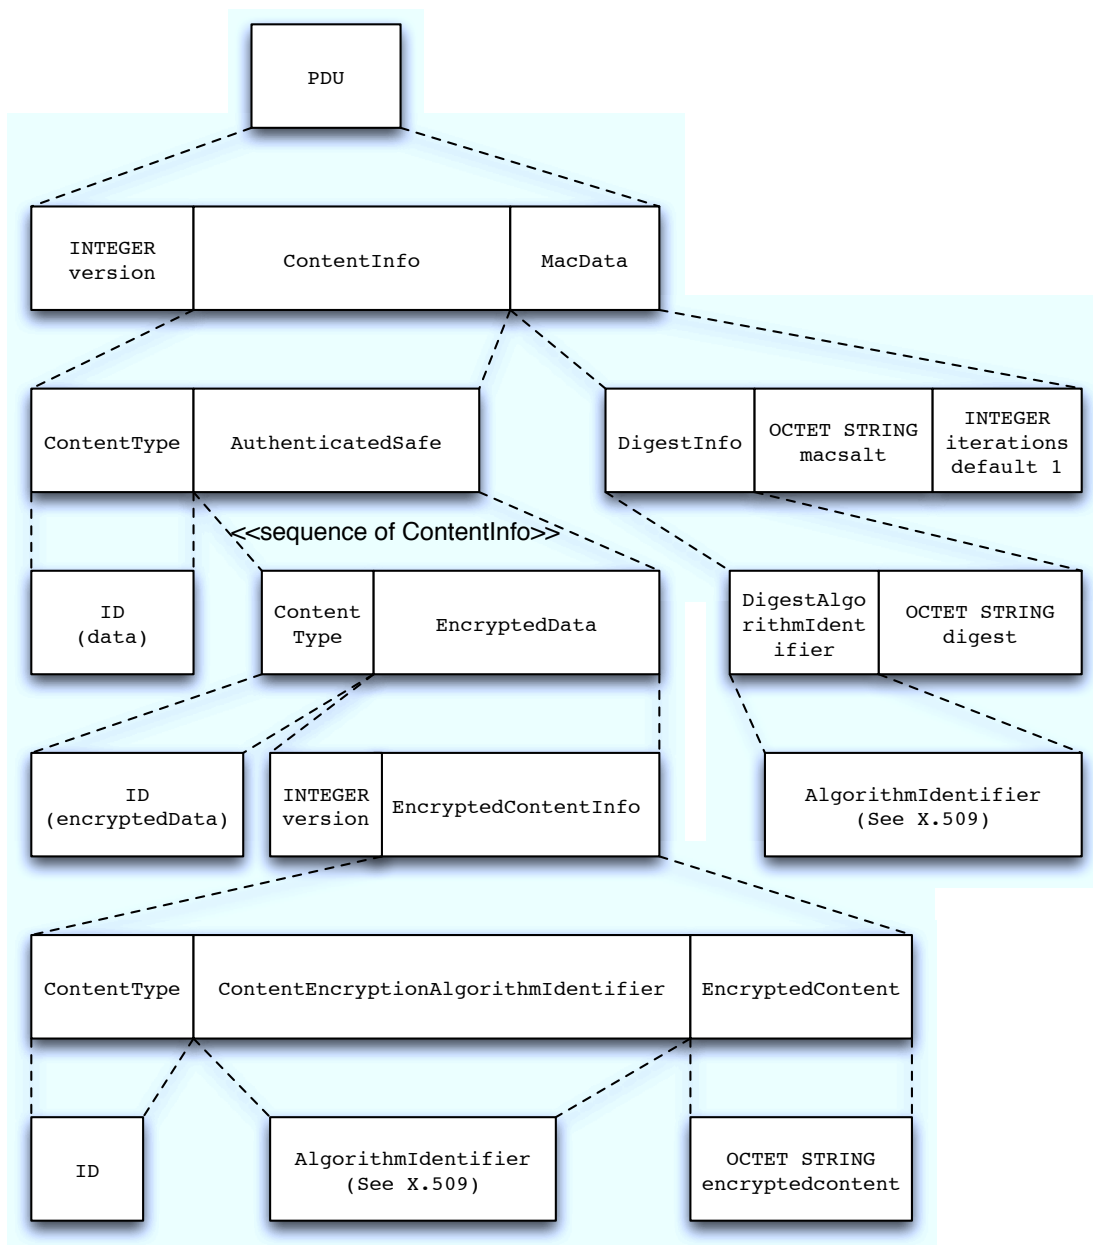 PDU
INTEGER
version
ContentInfo
MacData
ContentType
AuthenticatedSafe
DigestInfo
OCTET STRING
macsalt
INTEGER
iterations
default 1
<<sequence of ContentInfo>>
ID
(data)
Content
Type
EncryptedData
DigestAlgo
rithmIdent
ifier
OCTET STRING
digest
ID
(encryptedData)
INTEGER
version
EncryptedContentInfo
AlgorithmIdentifier
(See X.509)
ContentType
ContentEncryptionAlgorithmIdentifier
EncryptedContent
ID
AlgorithmIdentifier
(See X.509)
OCTET STRING
encryptedcontent